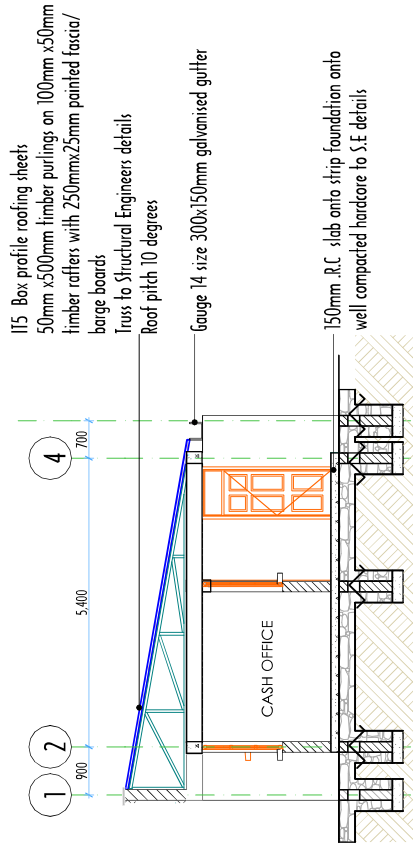 IT5 Box profile roofing sheets
50mm x500mm timber purlings on 100mm x50mm
timber rafters with 250mmx25mm painted fascia/
barge boards
Truss to Structural Engineers details
Roof pitch 10 degrees
Gauge 14 size 300x150mm galvanised gutter
150mm .R.C slab onto strip foundation onto
well compacted hardcore to S.E details
1
2
4
900
5,400
700
CASH OFFICE